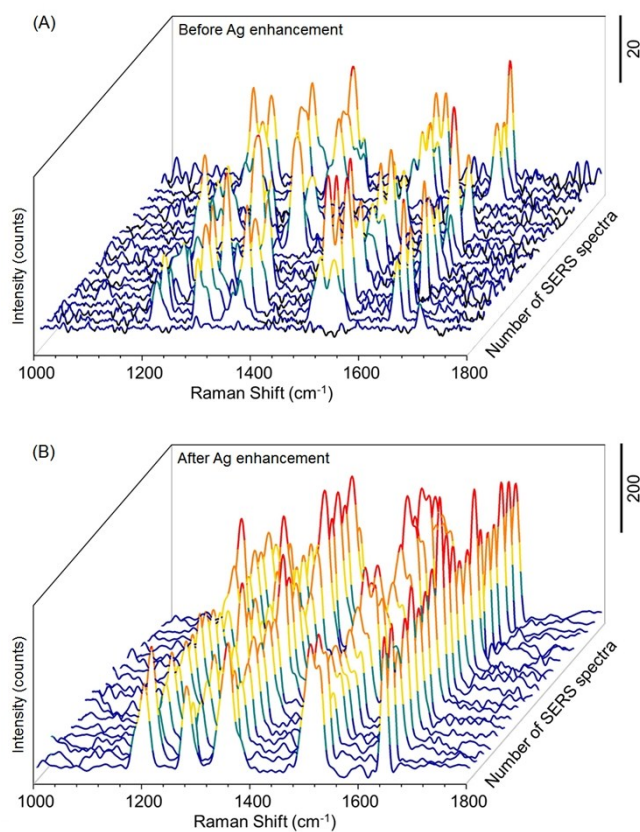 (A)
Before Ag enhancement
20
Intensity (counts)
Number of SERS spectra
1000 1200 1400 1600 1800
Raman Shift (cm⁻¹)
(B)
After Ag enhancement
200
Intensity (counts)
Number of SERS spectra
1000 1200 1400 1600 1800
Raman Shift (cm⁻¹)